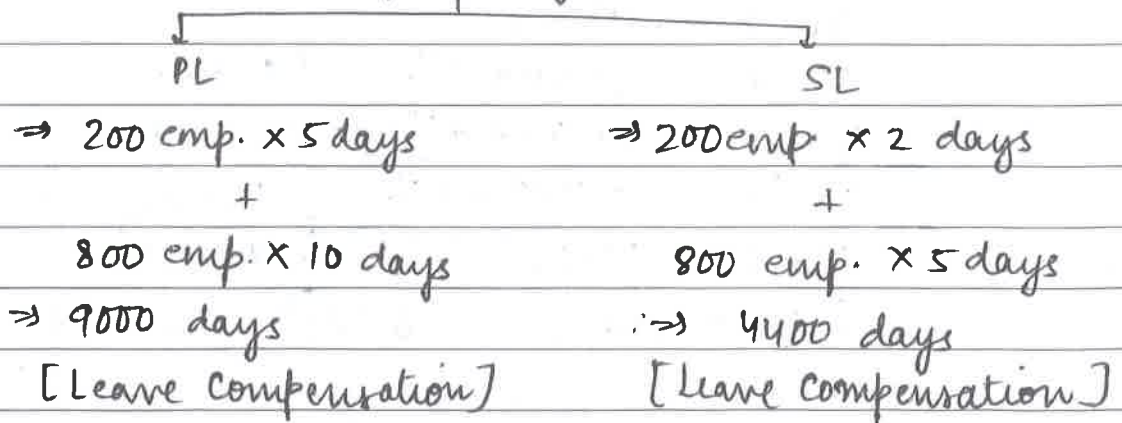 PL SL
⇒ 200 emp. × 5 days ⇒ 200 emp × 2 days
+ +
800 emp. × 10 days 800 emp. × 5 days
⇒ 9000 days ⇒ 4400 days
[Leave Compensation] [Leave Compensation]